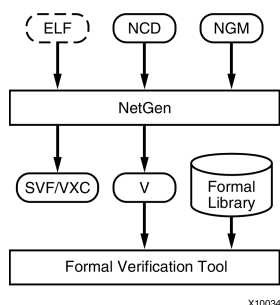 ELF
NCD
NGM
NetGen
SVF/VXC
V
Formal
Library
Formal Verification Tool
X10034